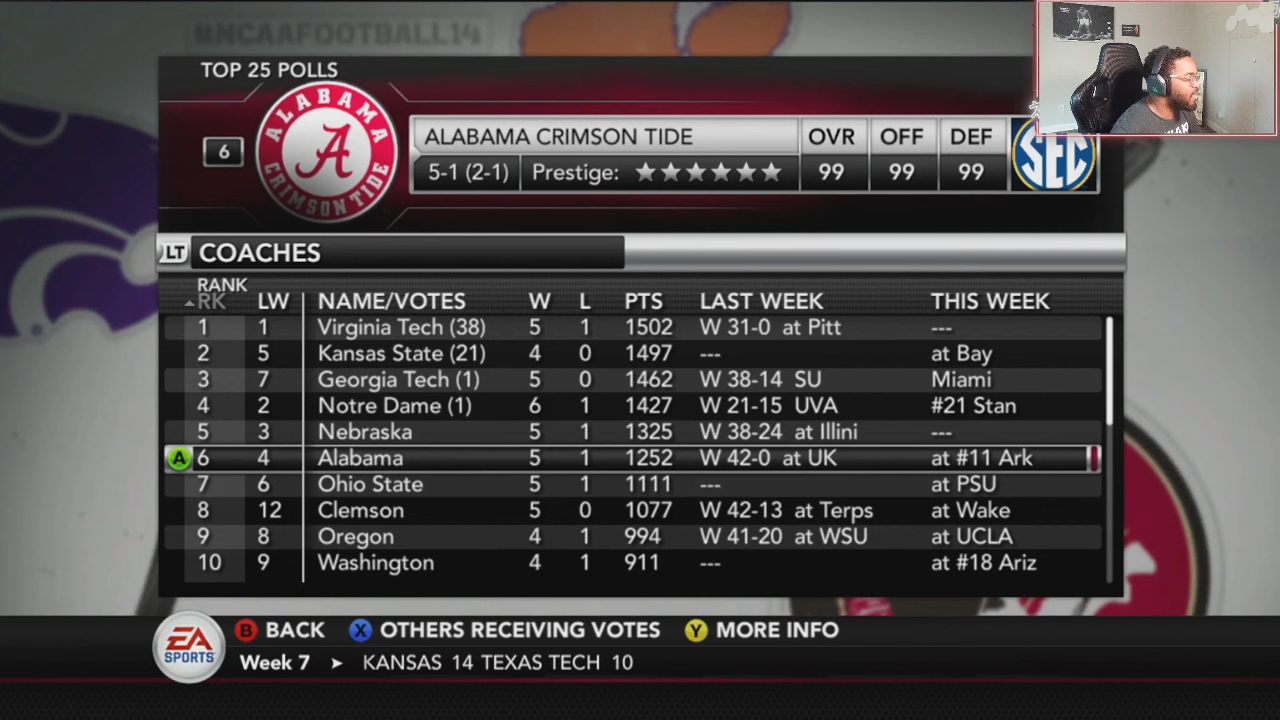 #NCAAFOOTBALL14
TOP 25 POLLS
6
ALABAMA
A
CRIMSON TIDE
ALABAMA CRIMSON TIDE OVR OFF DEF
5-1 (2-1) Prestige: 99 99 99
SEC
LT COACHES
RANK
RK LW NAME/VOTES W L PTS LAST WEEK THIS WEEK
1 1 Virginia Tech (38) 5 1 1502 W 31-0 at Pitt ---
2 5 Kansas State (21) 4 0 1497 --- at Bay
3 7 Georgia Tech (1) 5 0 1462 W 38-14 SU Miami
4 2 Notre Dame (1) 6 1 1427 W 21-15 UVA #21 Stan
5 3 Nebraska 5 1 1325 W 38-24 at Illini ---
A 6 4 Alabama 5 1 1252 W 42-0 at UK at #11 Ark
7 6 Ohio State 5 1 1111 --- at PSU
8 12 Clemson 5 0 1077 W 42-13 at Terps at Wake
9 8 Oregon 4 1 994 W 41-20 at WSU at UCLA
10 9 Washington 4 1 911 --- at #18 Ariz
B BACK X OTHERS RECEIVING VOTES Y MORE INFO
EA SPORTS
Week 7 KANSAS 14 TEXAS TECH 10